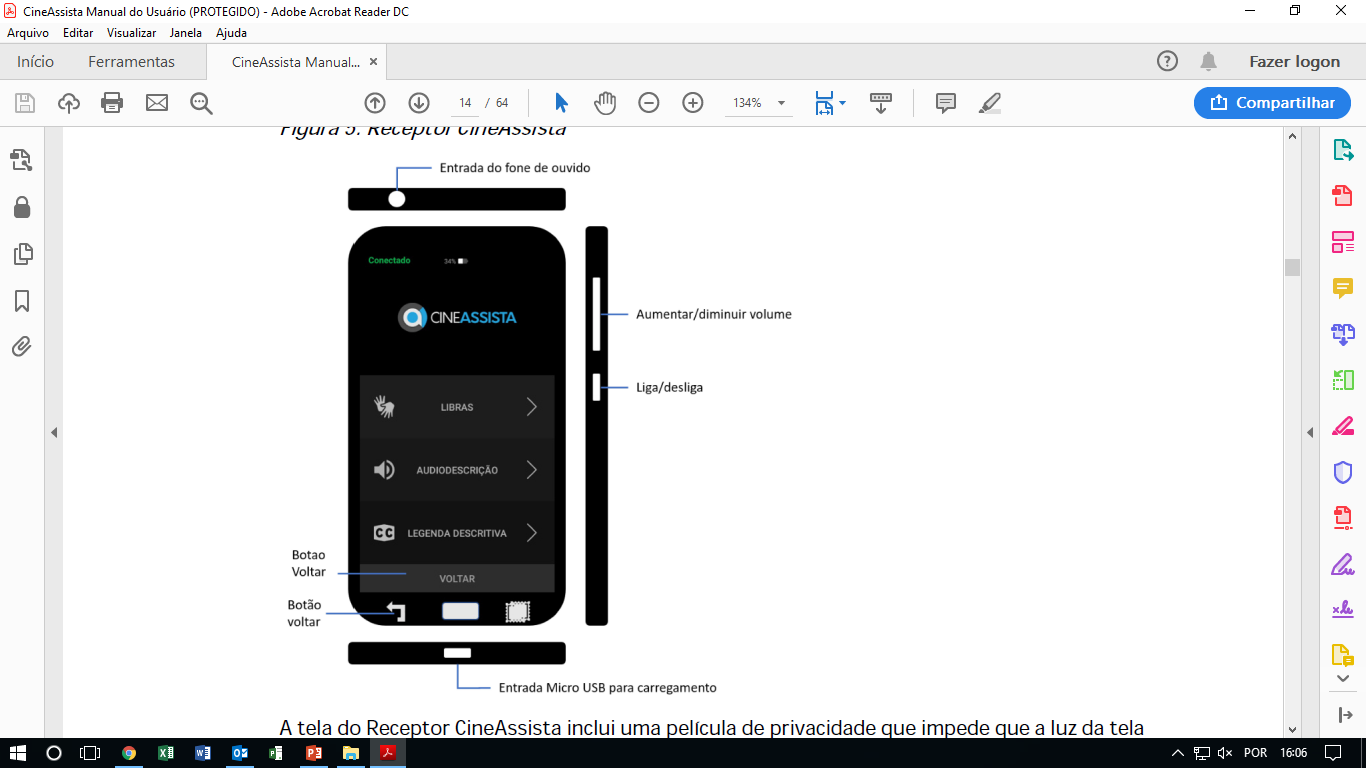 CineAssista Manual do Usuário (PROTEGIDO) - Adobe Acrobat Reader DC
Arquivo Editar Visualizar Janela Ajuda
Início Ferramentas CineAssista Manual... Fazer logon
14 / 64 134% Compartilhar
Figura 5: Receptor CineAssista
Entrada do fone de ouvido
Conectado 34%
CINEASSISTA
Aumentar/diminuir volume
Liga/desliga
LIBRAS
AUDIODESCRIÇÃO
CC LEGENDA DESCRITIVA
Botao
Voltar
VOLTAR
Botão
voltar
Entrada Micro USB para carregamento
A tela do Receptor CineAssista inclui uma película de privacidade que impede que a luz da tela
POR 16:06